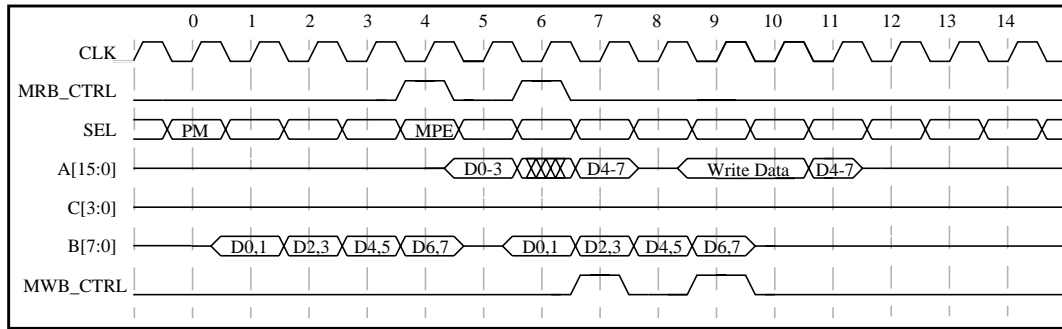 0 1 2 3 4 5 6 7 8 9 10 11 12 13 14
CLK
MRB_CTRL
SEL PM MPE
A[15:0] D0-3 D4-7 Write Data D4-7
C[3:0]
B[7:0] D0,1 D2,3 D4,5 D6,7 D0,1 D2,3 D4,5 D6,7
MWB_CTRL